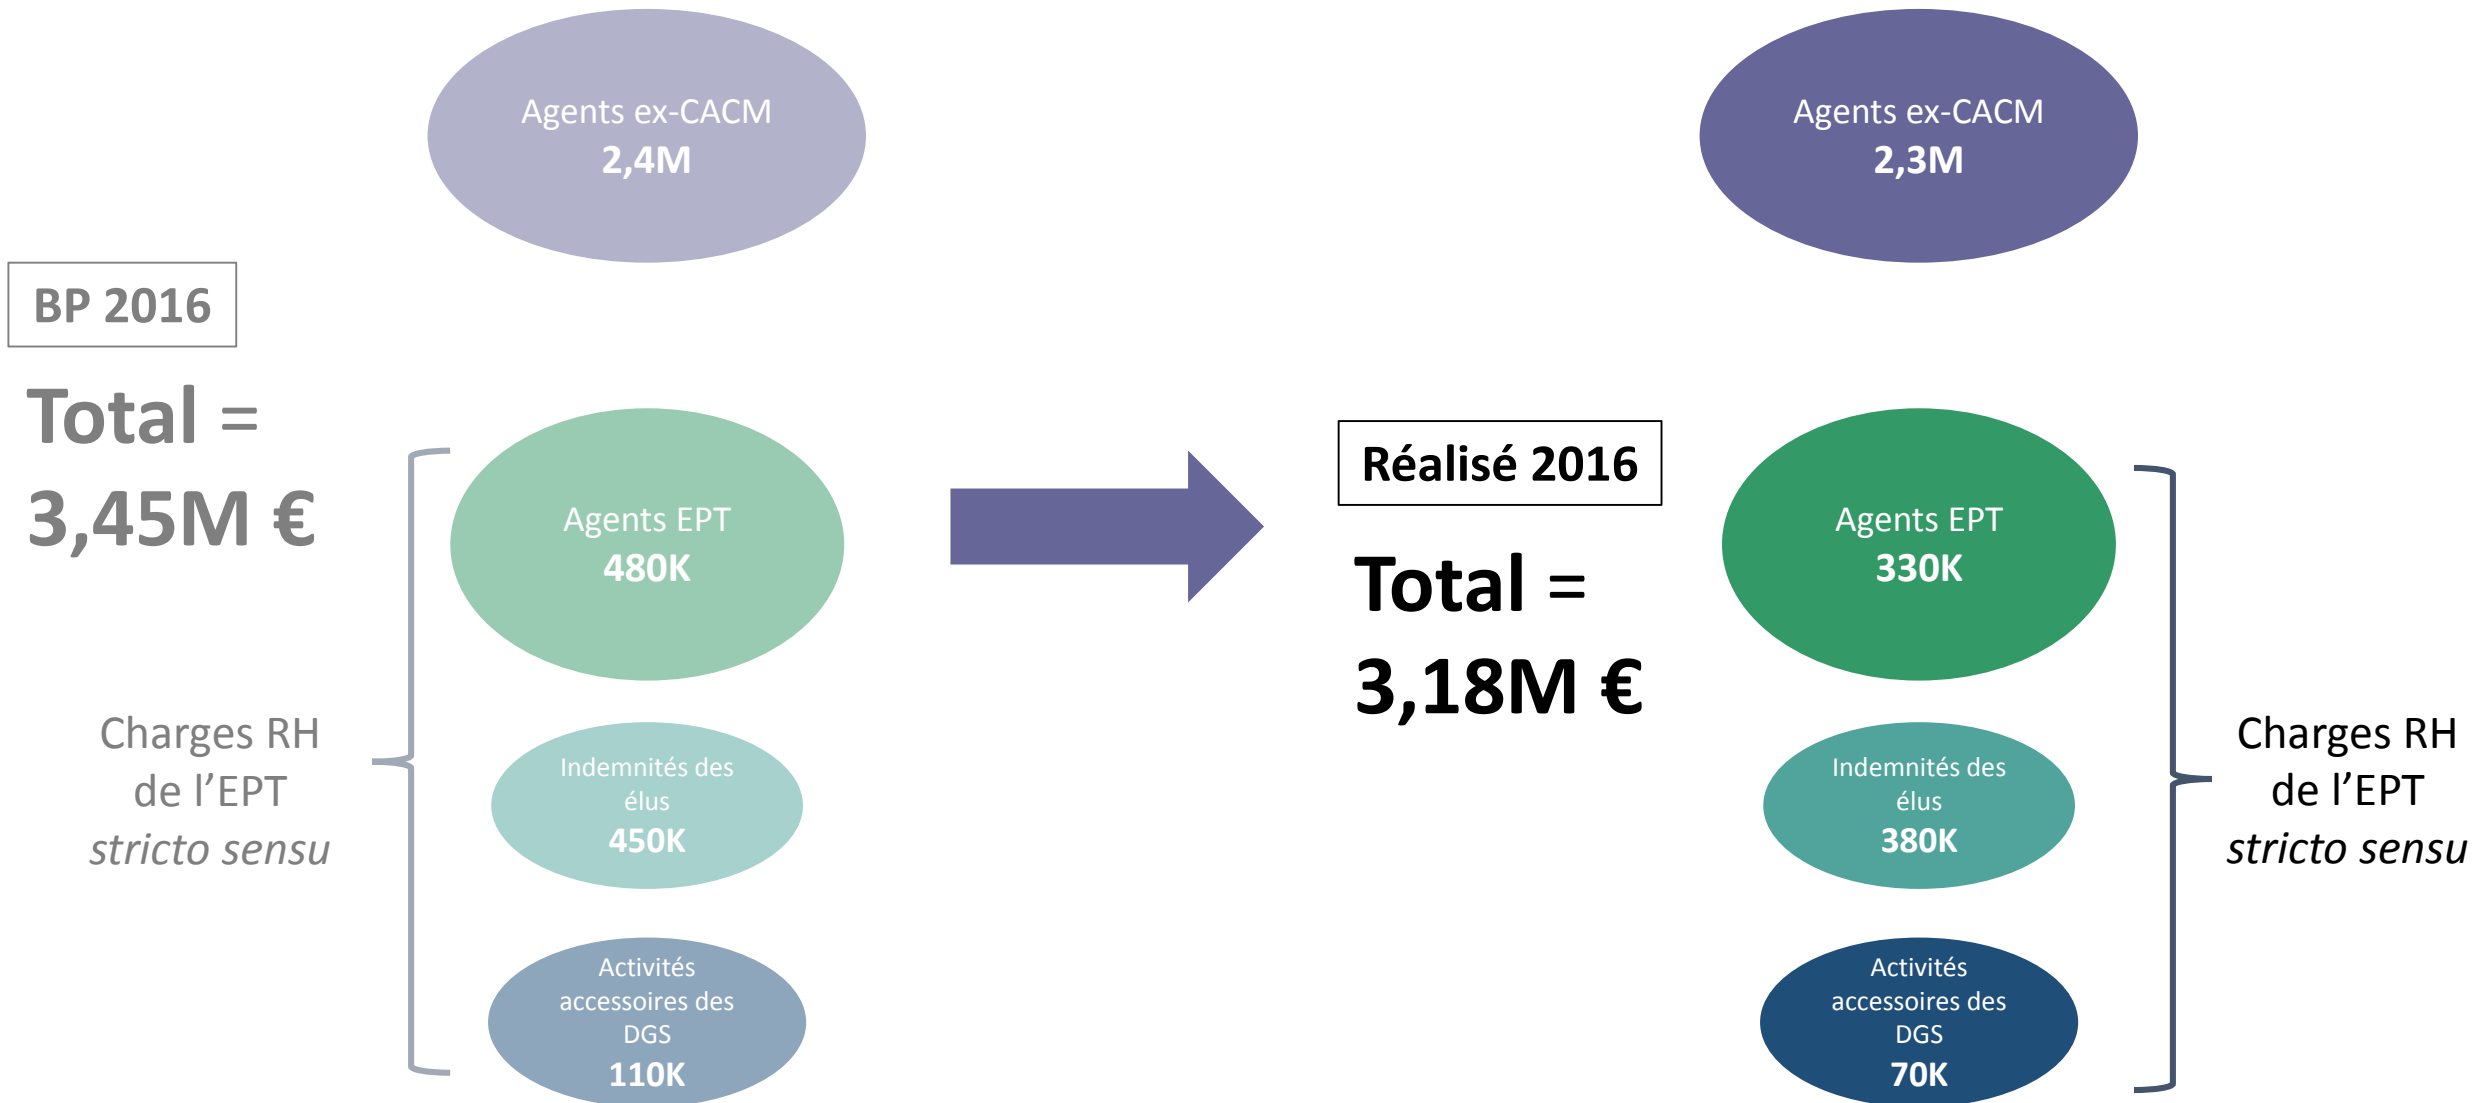 Agents ex-CACM
2,4M
BP 2016
Total =
3,45M €
Agents EPT
480K
Charges RH
de l’EPT
stricto sensu
Indemnités des
élus
450K
Activités
accessoires des
DGS
110K
Agents ex-CACM
2,3M
Réalisé 2016
Total =
3,18M €
Agents EPT
330K
Indemnités des
élus
380K
Activités
accessoires des
DGS
70K
Charges RH
de l’EPT
stricto sensu